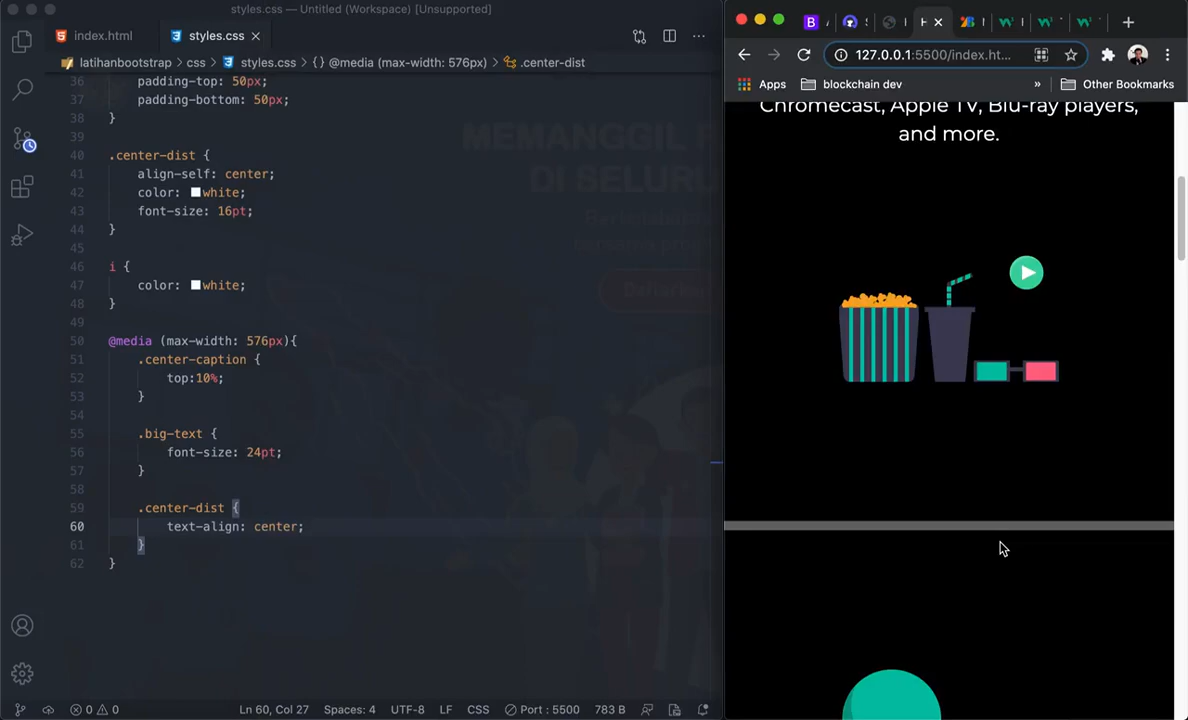 styles.css — Untitled (Workspace) [Unsupported]
index.html
styles.css
latihanbootstrap › css › styles.css › {} @media (max-width: 576px) › .center-dist
36 padding-top: 50px;
37 padding-bottom: 50px;
38 }
39
40 .center-dist {
41 align-self: center;
42 color: white;
43 font-size: 16pt;
44 }
45
46 i {
47 color: white;
48 }
49
50 @media (max-width: 576px){
51 .center-caption {
52 top:10%;
53 }
54
55 .big-text {
56 font-size: 24pt;
57 }
58
59 .center-dist {
60 text-align: center;
61 }
62 }
MEMANGGIL
DI SELUR
Daftar
0 0
Ln 60, Col 27
Spaces: 4
UTF-8
LF
CSS
Port : 5500
783 B
127.0.0.1:5500/index.ht...
Apps
blockchain dev
»
Other Bookmarks
Chromecast, Apple TV, Blu-ray players,
and more.